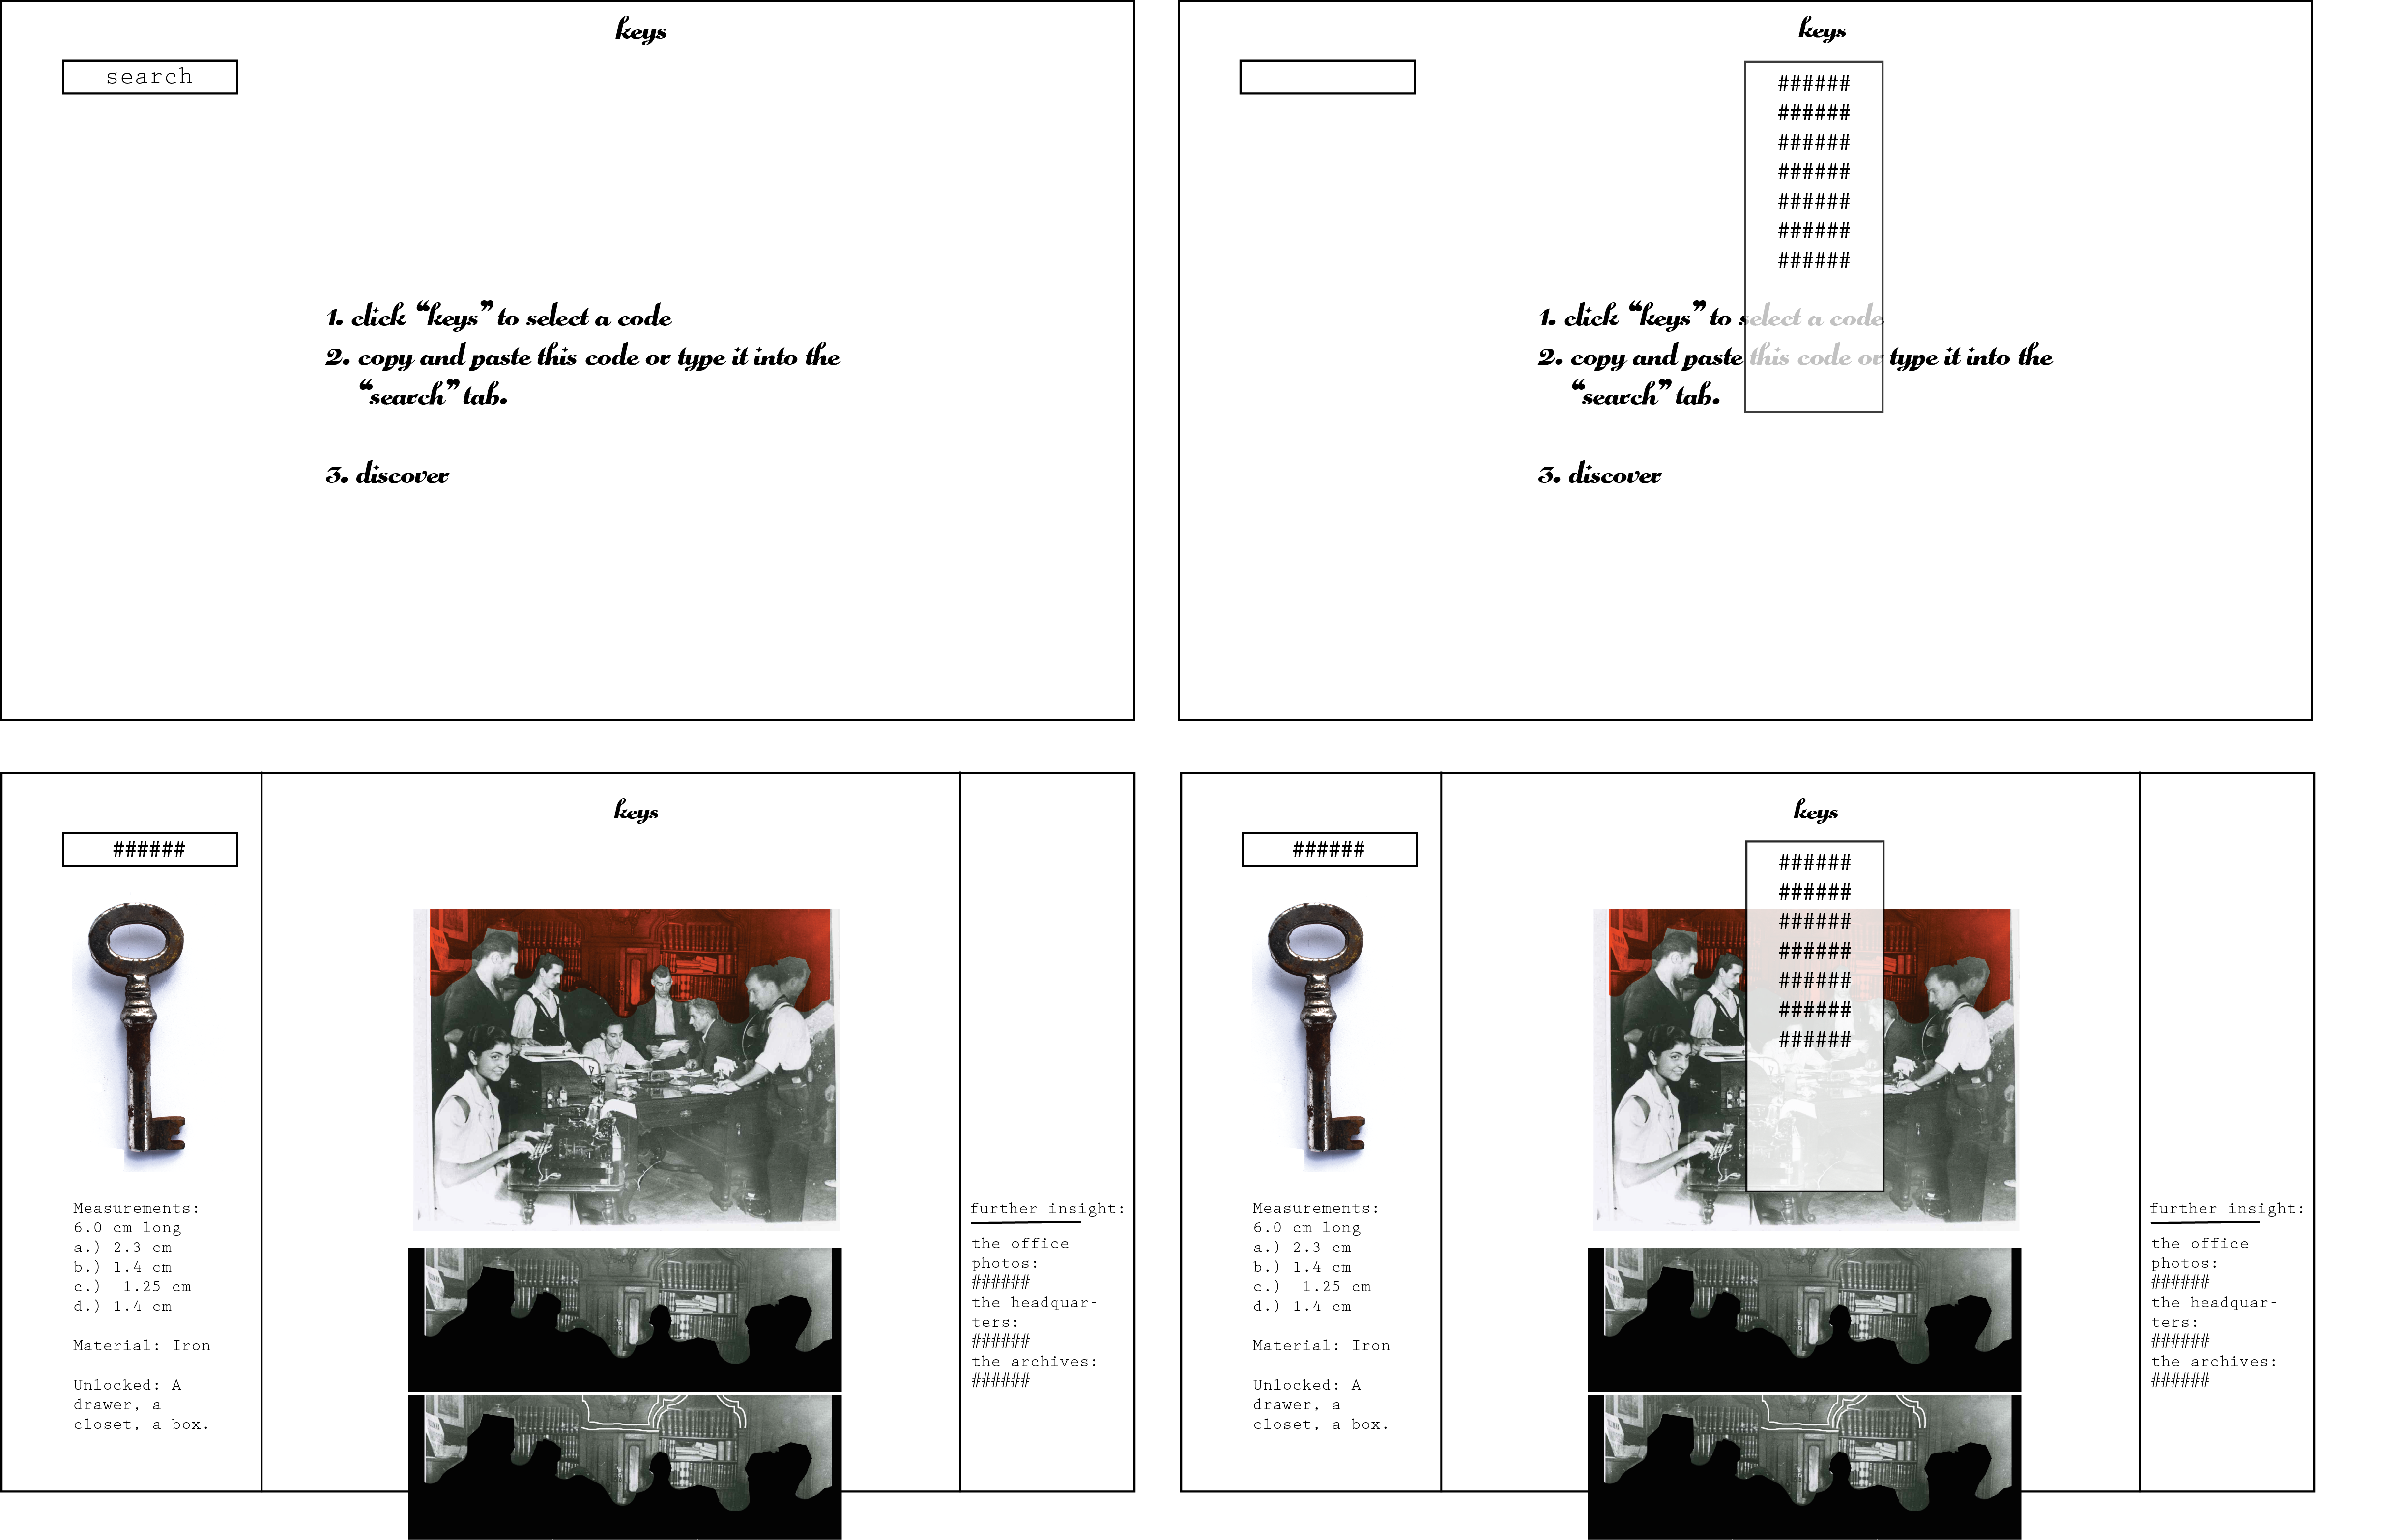 keys
search
1. click “keys” to select a code
2. copy and paste this code or type it into the
“search” tab.
3. discover
keys
######
######
######
######
######
######
######
1. click “keys” to select a code
2. copy and paste this code or type it into the
“search” tab.
3. discover
keys
######
Measurements:
6.0 cm long
a.) 2.3 cm
b.) 1.4 cm
c.)  1.25 cm
d.) 1.4 cm
Material: Iron
Unlocked: A
drawer, a
closet, a box.
further insight:
the office
photos:
######
the headquar-
ters:
######
the archives:
######
keys
######
######
######
######
######
######
######
######
Measurements:
6.0 cm long
a.) 2.3 cm
b.) 1.4 cm
c.)  1.25 cm
d.) 1.4 cm
Material: Iron
Unlocked: A
drawer, a
closet, a box.
further insight:
the office
photos:
######
the headquar-
ters:
######
the archives:
######